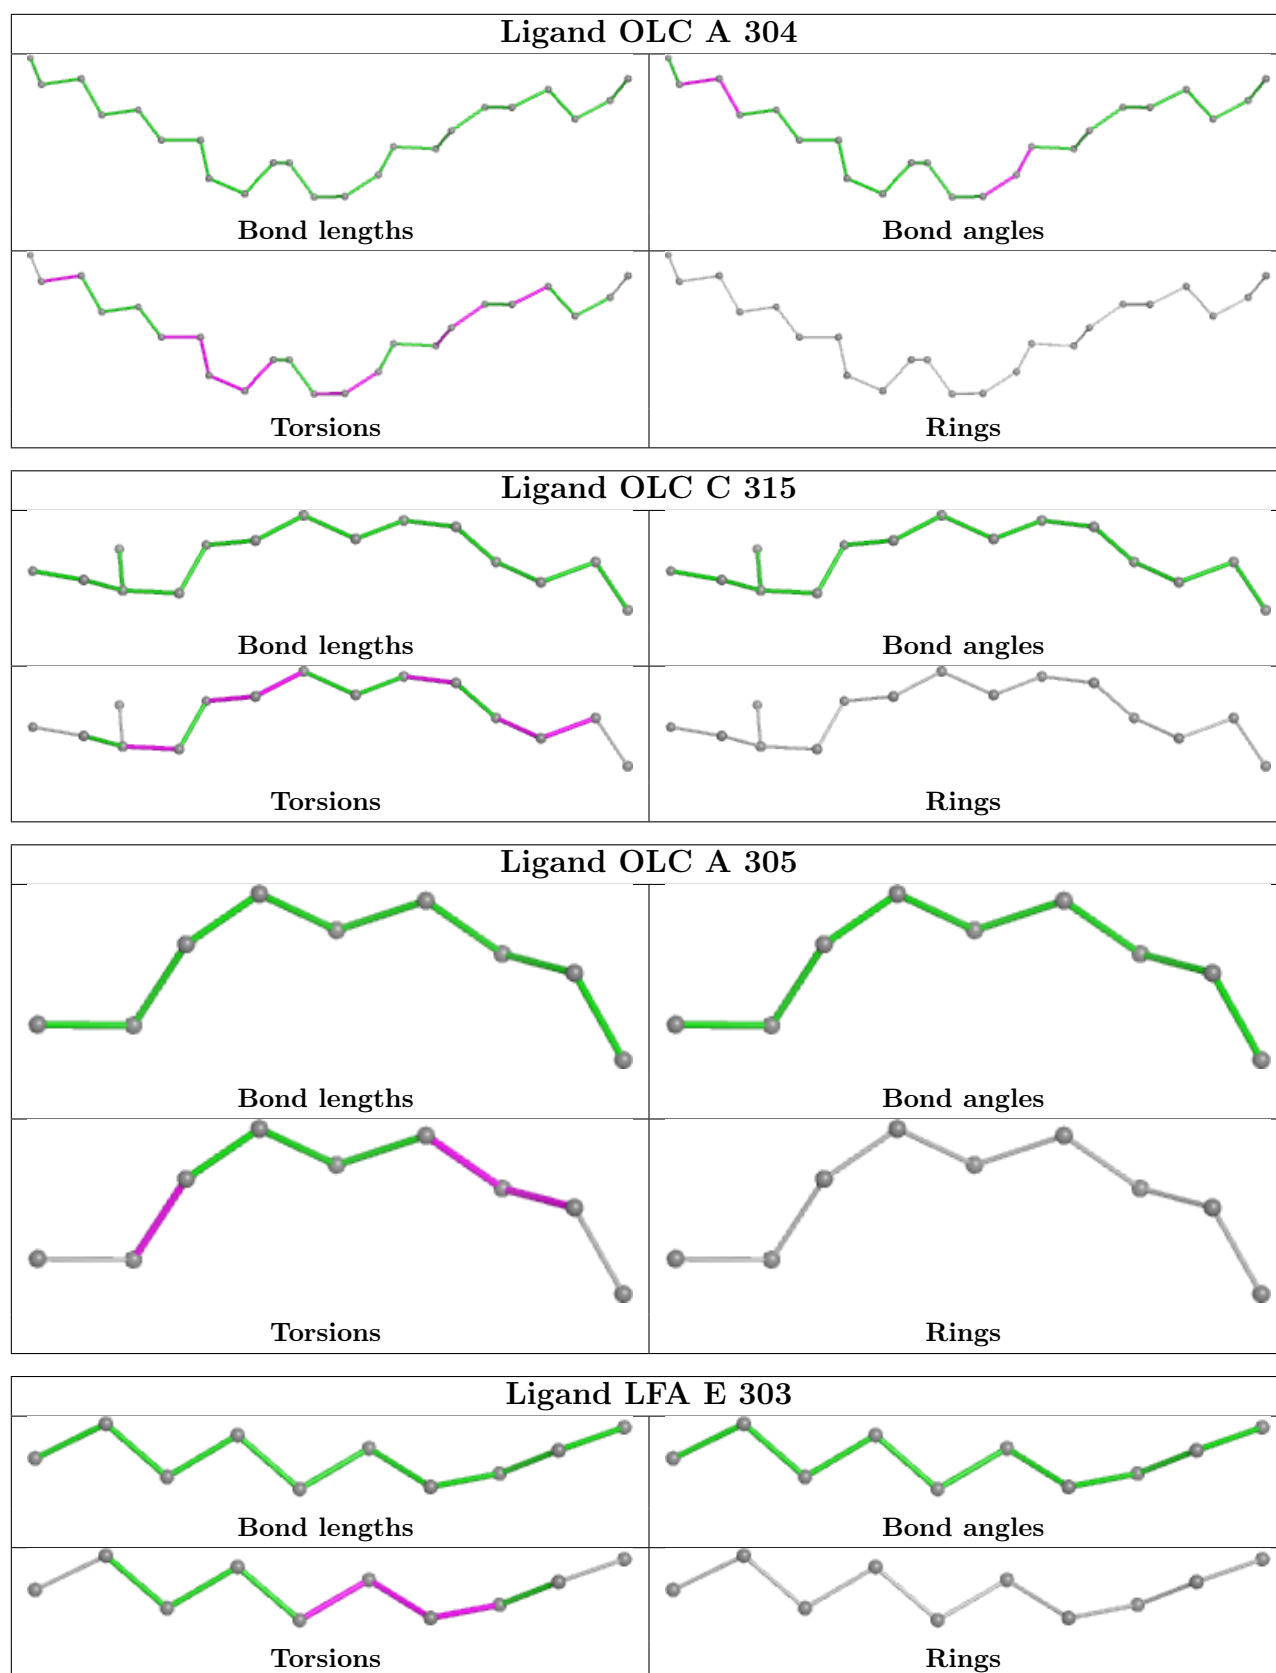 Ligand OLC A 304
Bond lengths
Bond angles
Torsions
Rings
Ligand OLC C 315
Bond lengths
Bond angles
Torsions
Rings
Ligand OLC A 305
Bond lengths
Bond angles
Torsions
Rings
Ligand LFA E 303
Bond lengths
Bond angles
Torsions
Rings